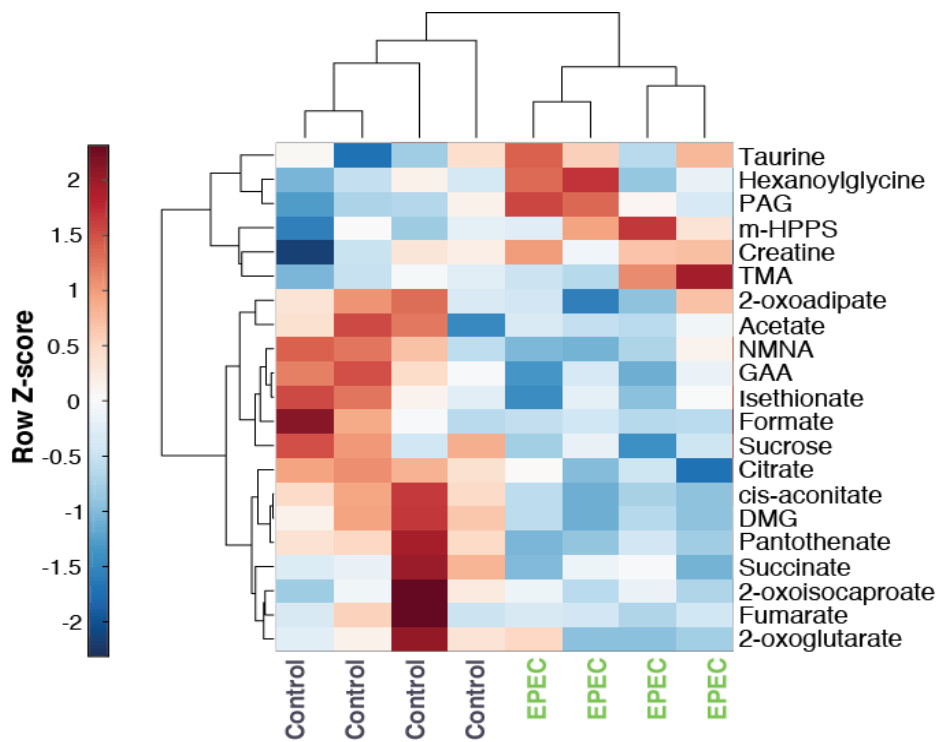 Row Z-score
2
1.5
1
0.5
0
-0.5
-1
-1.5
-2
Taurine
Hexanoylglycine
PAG
m-HPPS
Creatine
TMA
2-oxoadipate
Acetate
NMNA
GAA
Isethionate
Formate
Sucrose
Citrate
cis-aconitate
DMG
Pantothenate
Succinate
2-oxoisocaproate
Fumarate
2-oxoglutarate
Control
Control
Control
Control
EPEC
EPEC
EPEC
EPEC